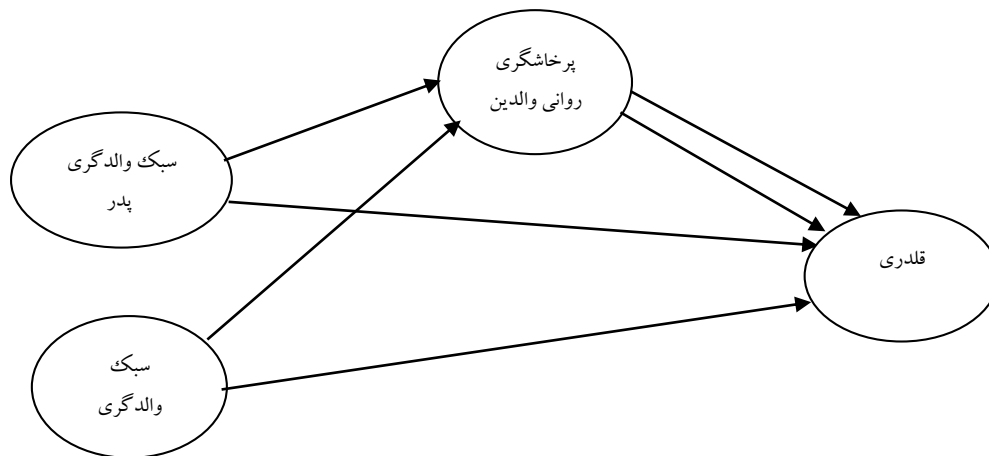 پرخاشگری
روانی والدین
سبک والدگری
پدر
قلدری
سبک
والدگری